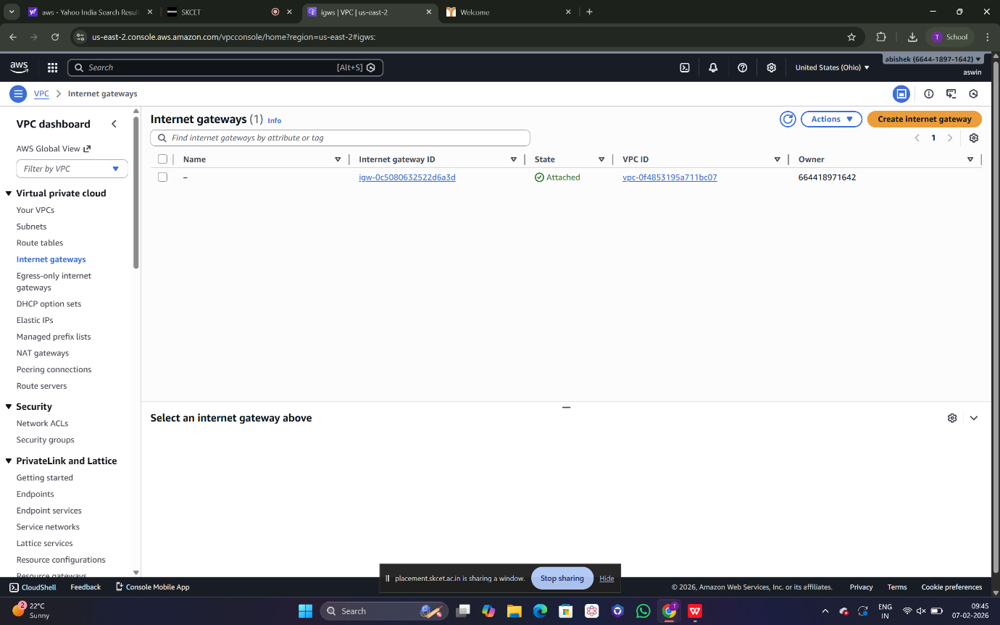 aws - Yahoo India Search Result
SKCET
igws | VPC | us-east-2
Welcome
us-east-2.console.aws.amazon.com/vpcconsole/home?region=us-east-2#igws:
T School
aws
Search [Alt+S]
United States (Ohio)
abishek (6644-1897-1642)
aswin
VPC
Internet gateways
VPC dashboard
AWS Global View
Filter by VPC
Virtual private cloud
Your VPCs
Subnets
Route tables
Internet gateways
Egress-only internet
gateways
DHCP option sets
Elastic IPs
Managed prefix lists
NAT gateways
Peering connections
Route servers
Security
Network ACLs
Security groups
PrivateLink and Lattice
Getting started
Endpoints
Endpoint services
Service networks
Lattice services
Resource configurations
Resource gateways
Internet gateways (1) Info
Actions
Create internet gateway
Find internet gateways by attribute or tag
1
Name Internet gateway ID State VPC ID Owner
– igw-0c5080632522d6a3d Attached vpc-0f4853195a711bc07 664418971642
Select an internet gateway above
placement.skcet.ac.in is sharing a window. Stop sharing Hide
CloudShell Feedback Console Mobile App
© 2026, Amazon Web Services, Inc. or its affiliates. Privacy Terms Cookie preferences
2
22°C
Sunny
Search
T
W
ENG
IN
09:45
07-02-2026